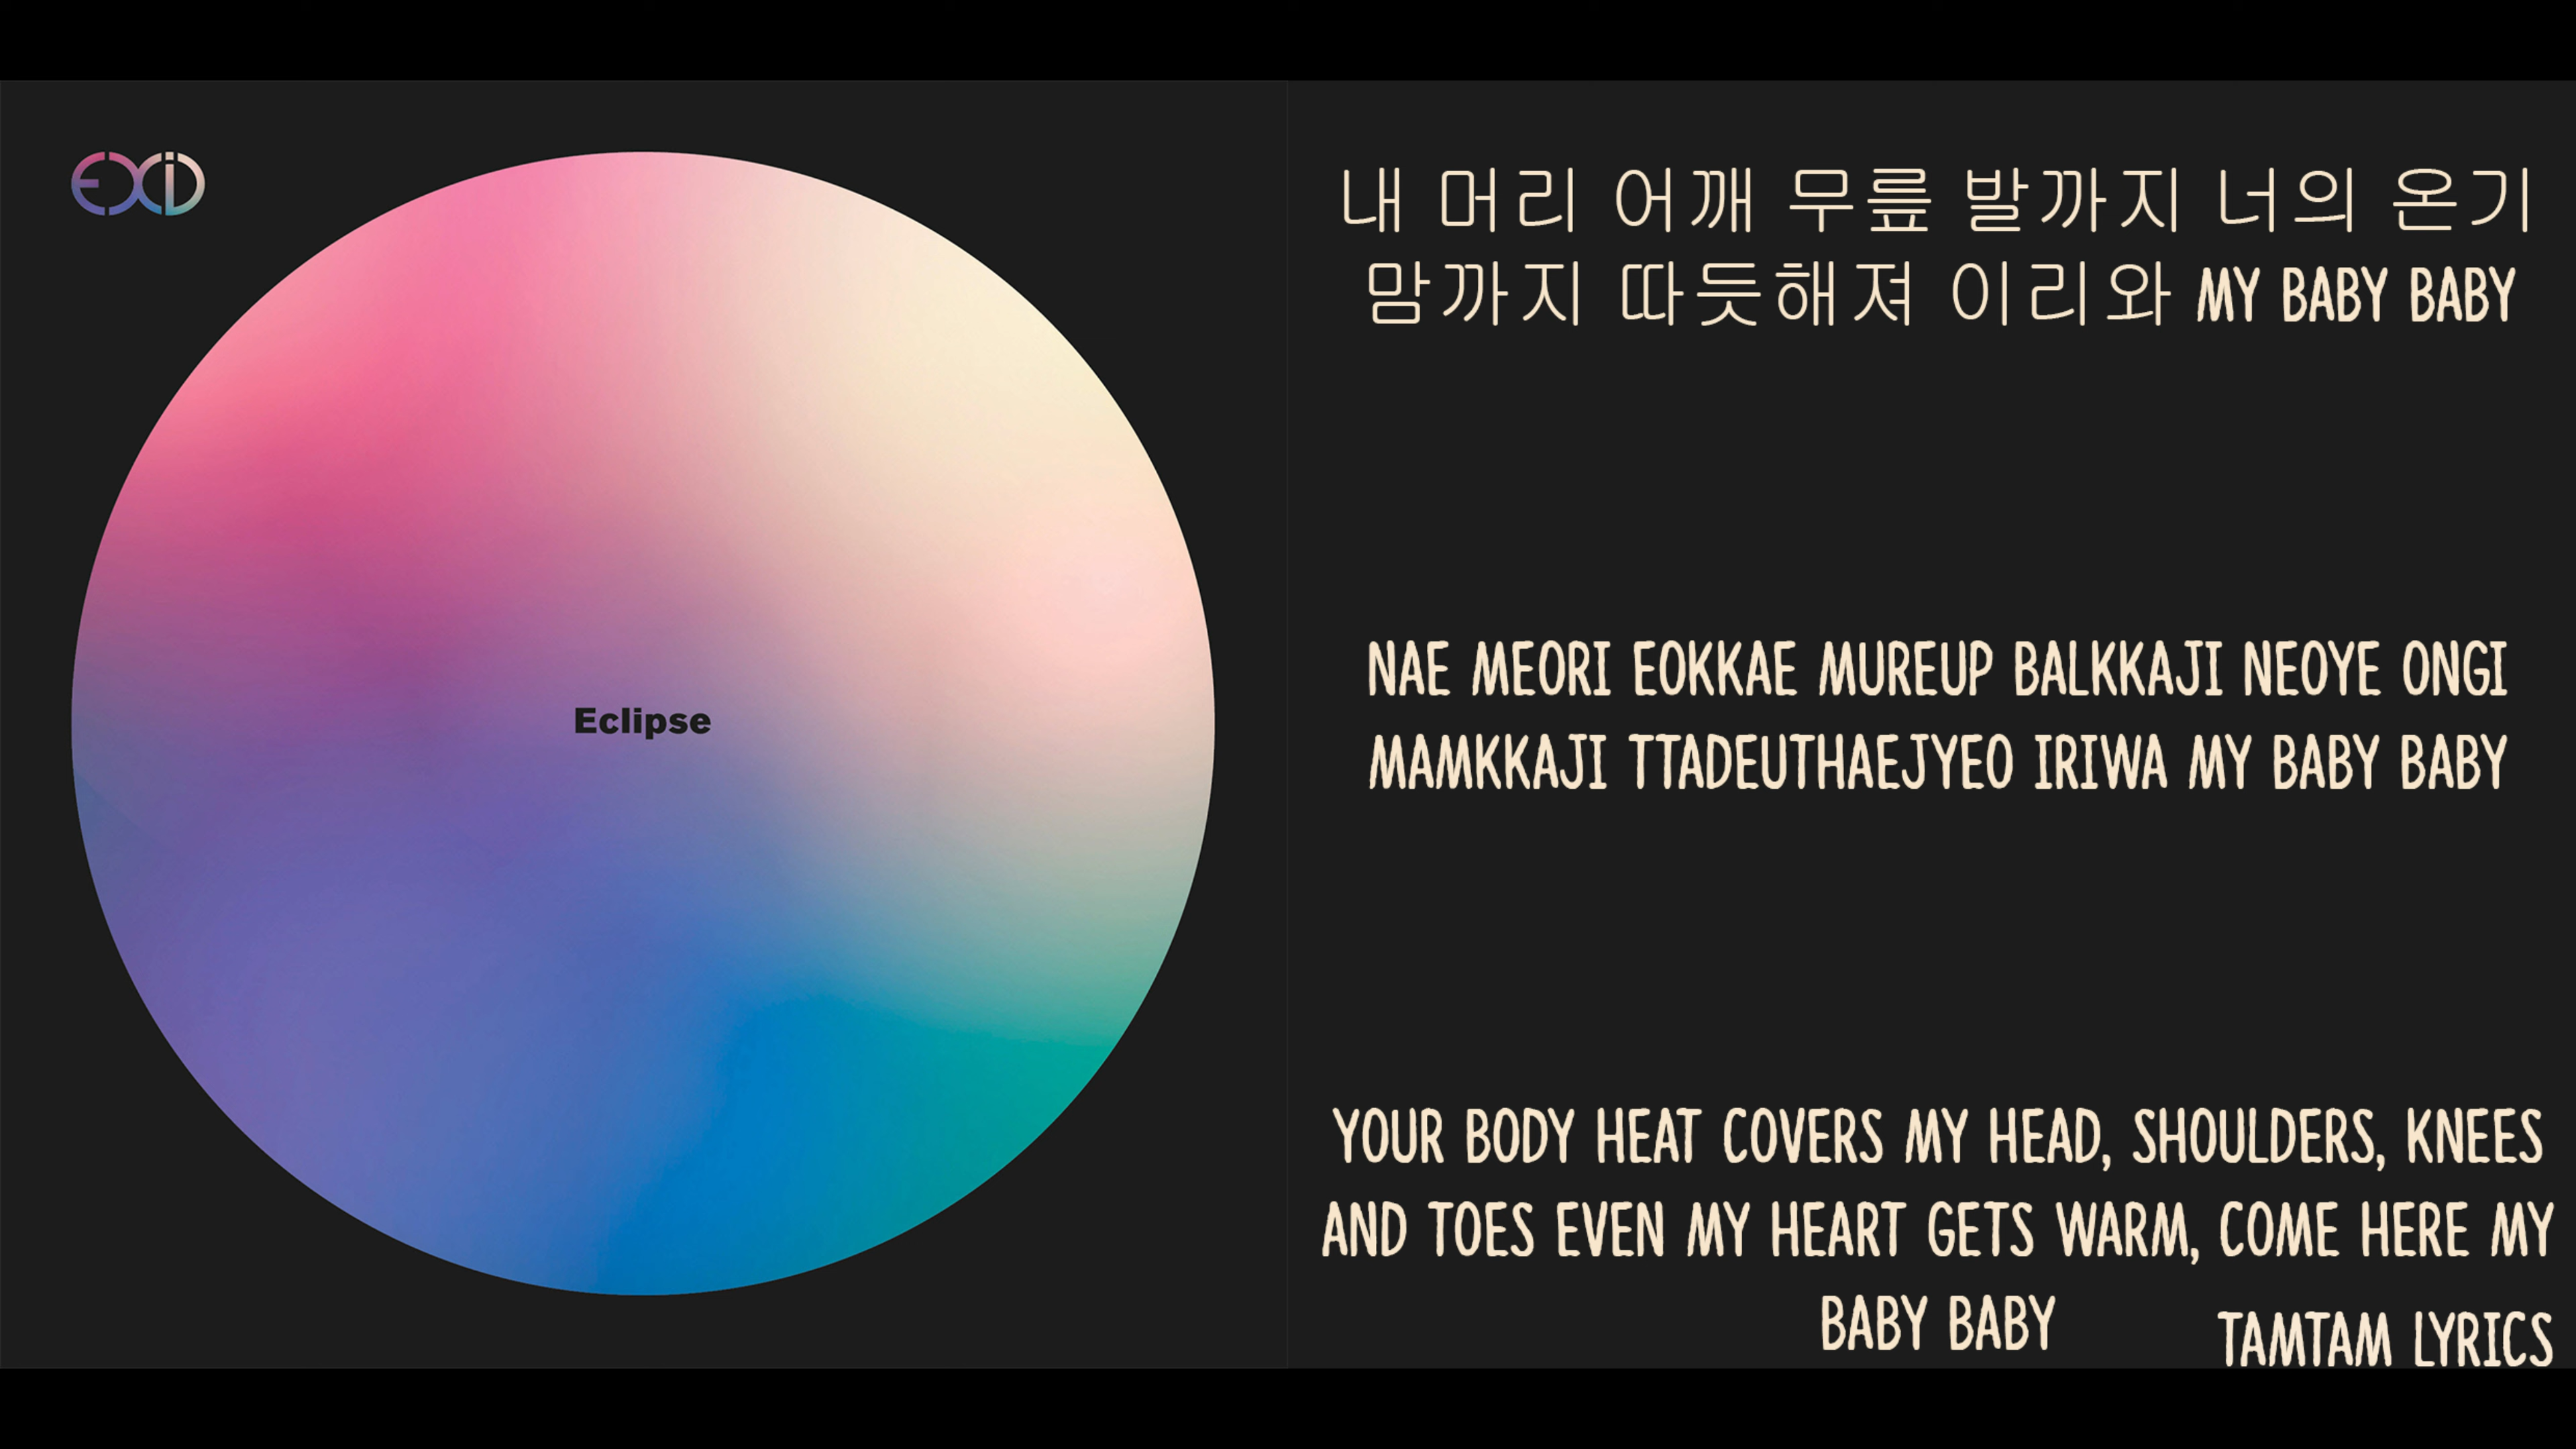 EXID
Eclipse
내 머리 어깨 무릎 발까지 너의 온기
맘까지 따듯해져 이리와 MY BABY BABY
NAE MEORI EOKKAE MUREUP BALKKAJI NEOYE ONGI
MAMKKAJI TTADEUTHAEJYEO IRIWA MY BABY BABY
YOUR BODY HEAT COVERS MY HEAD, SHOULDERS, KNEES
AND TOES EVEN MY HEART GETS WARM, COME HERE MY
BABY BABY
TAMTAM LYRICS